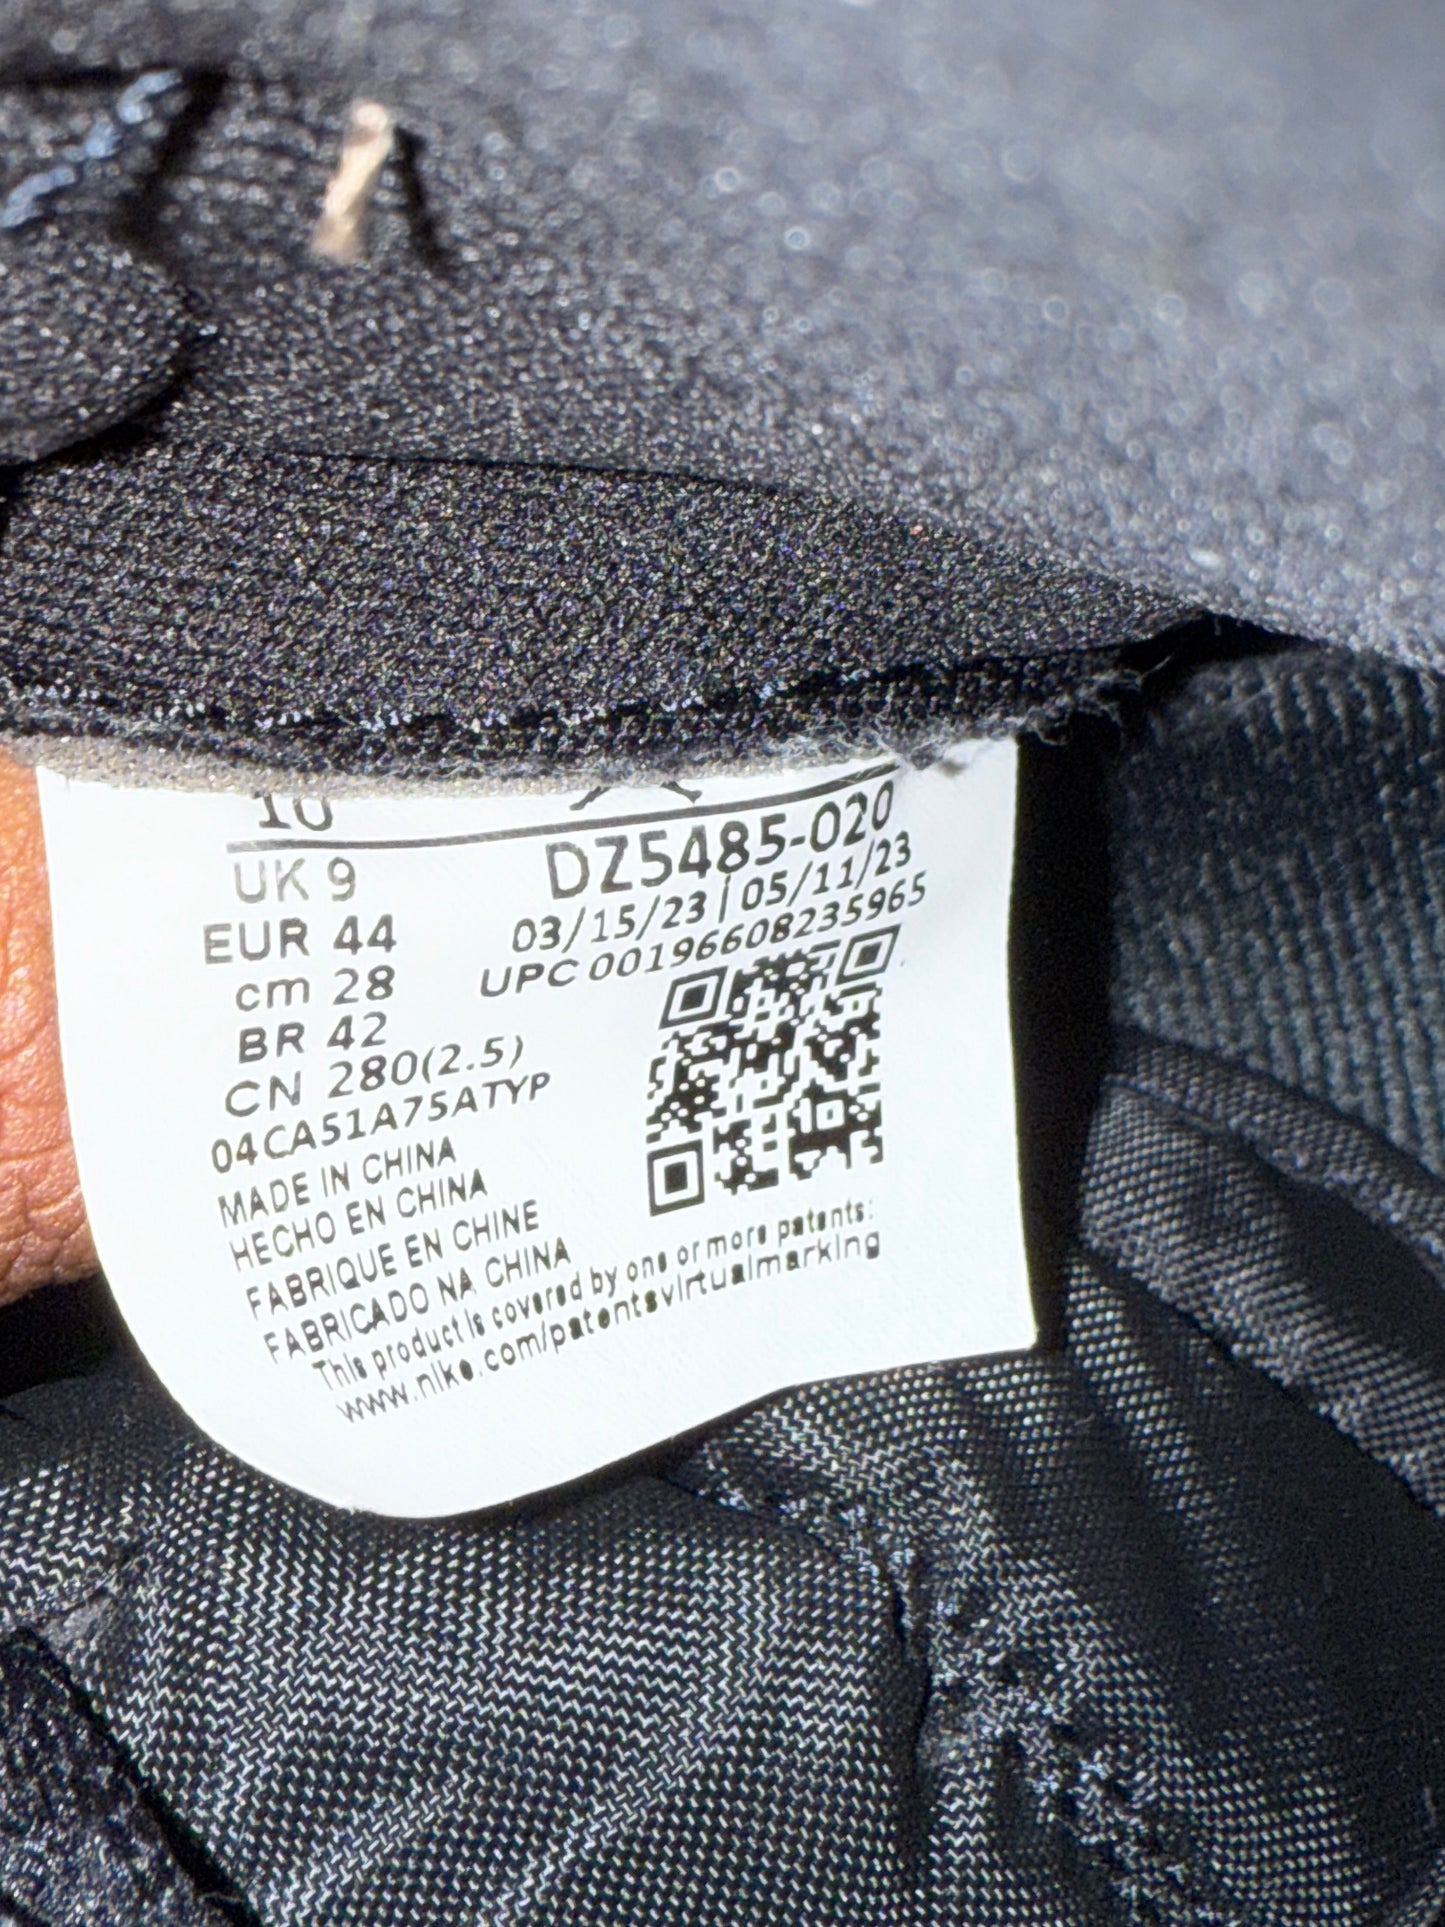 10
UK 9
EUR 44
cm 28
BR 42
CN 280(2.5)
04CA51A75ATYP
DZ5485-020
03/15/23 | 05/11/23
UPC 00196608235965
MADE IN CHINA
HECHO EN CHINA
FABRIQUE EN CHINE
FABRICADO NA CHINA
This product is covered by one or more patents:
www.nike.com/patentsvirtualmarking